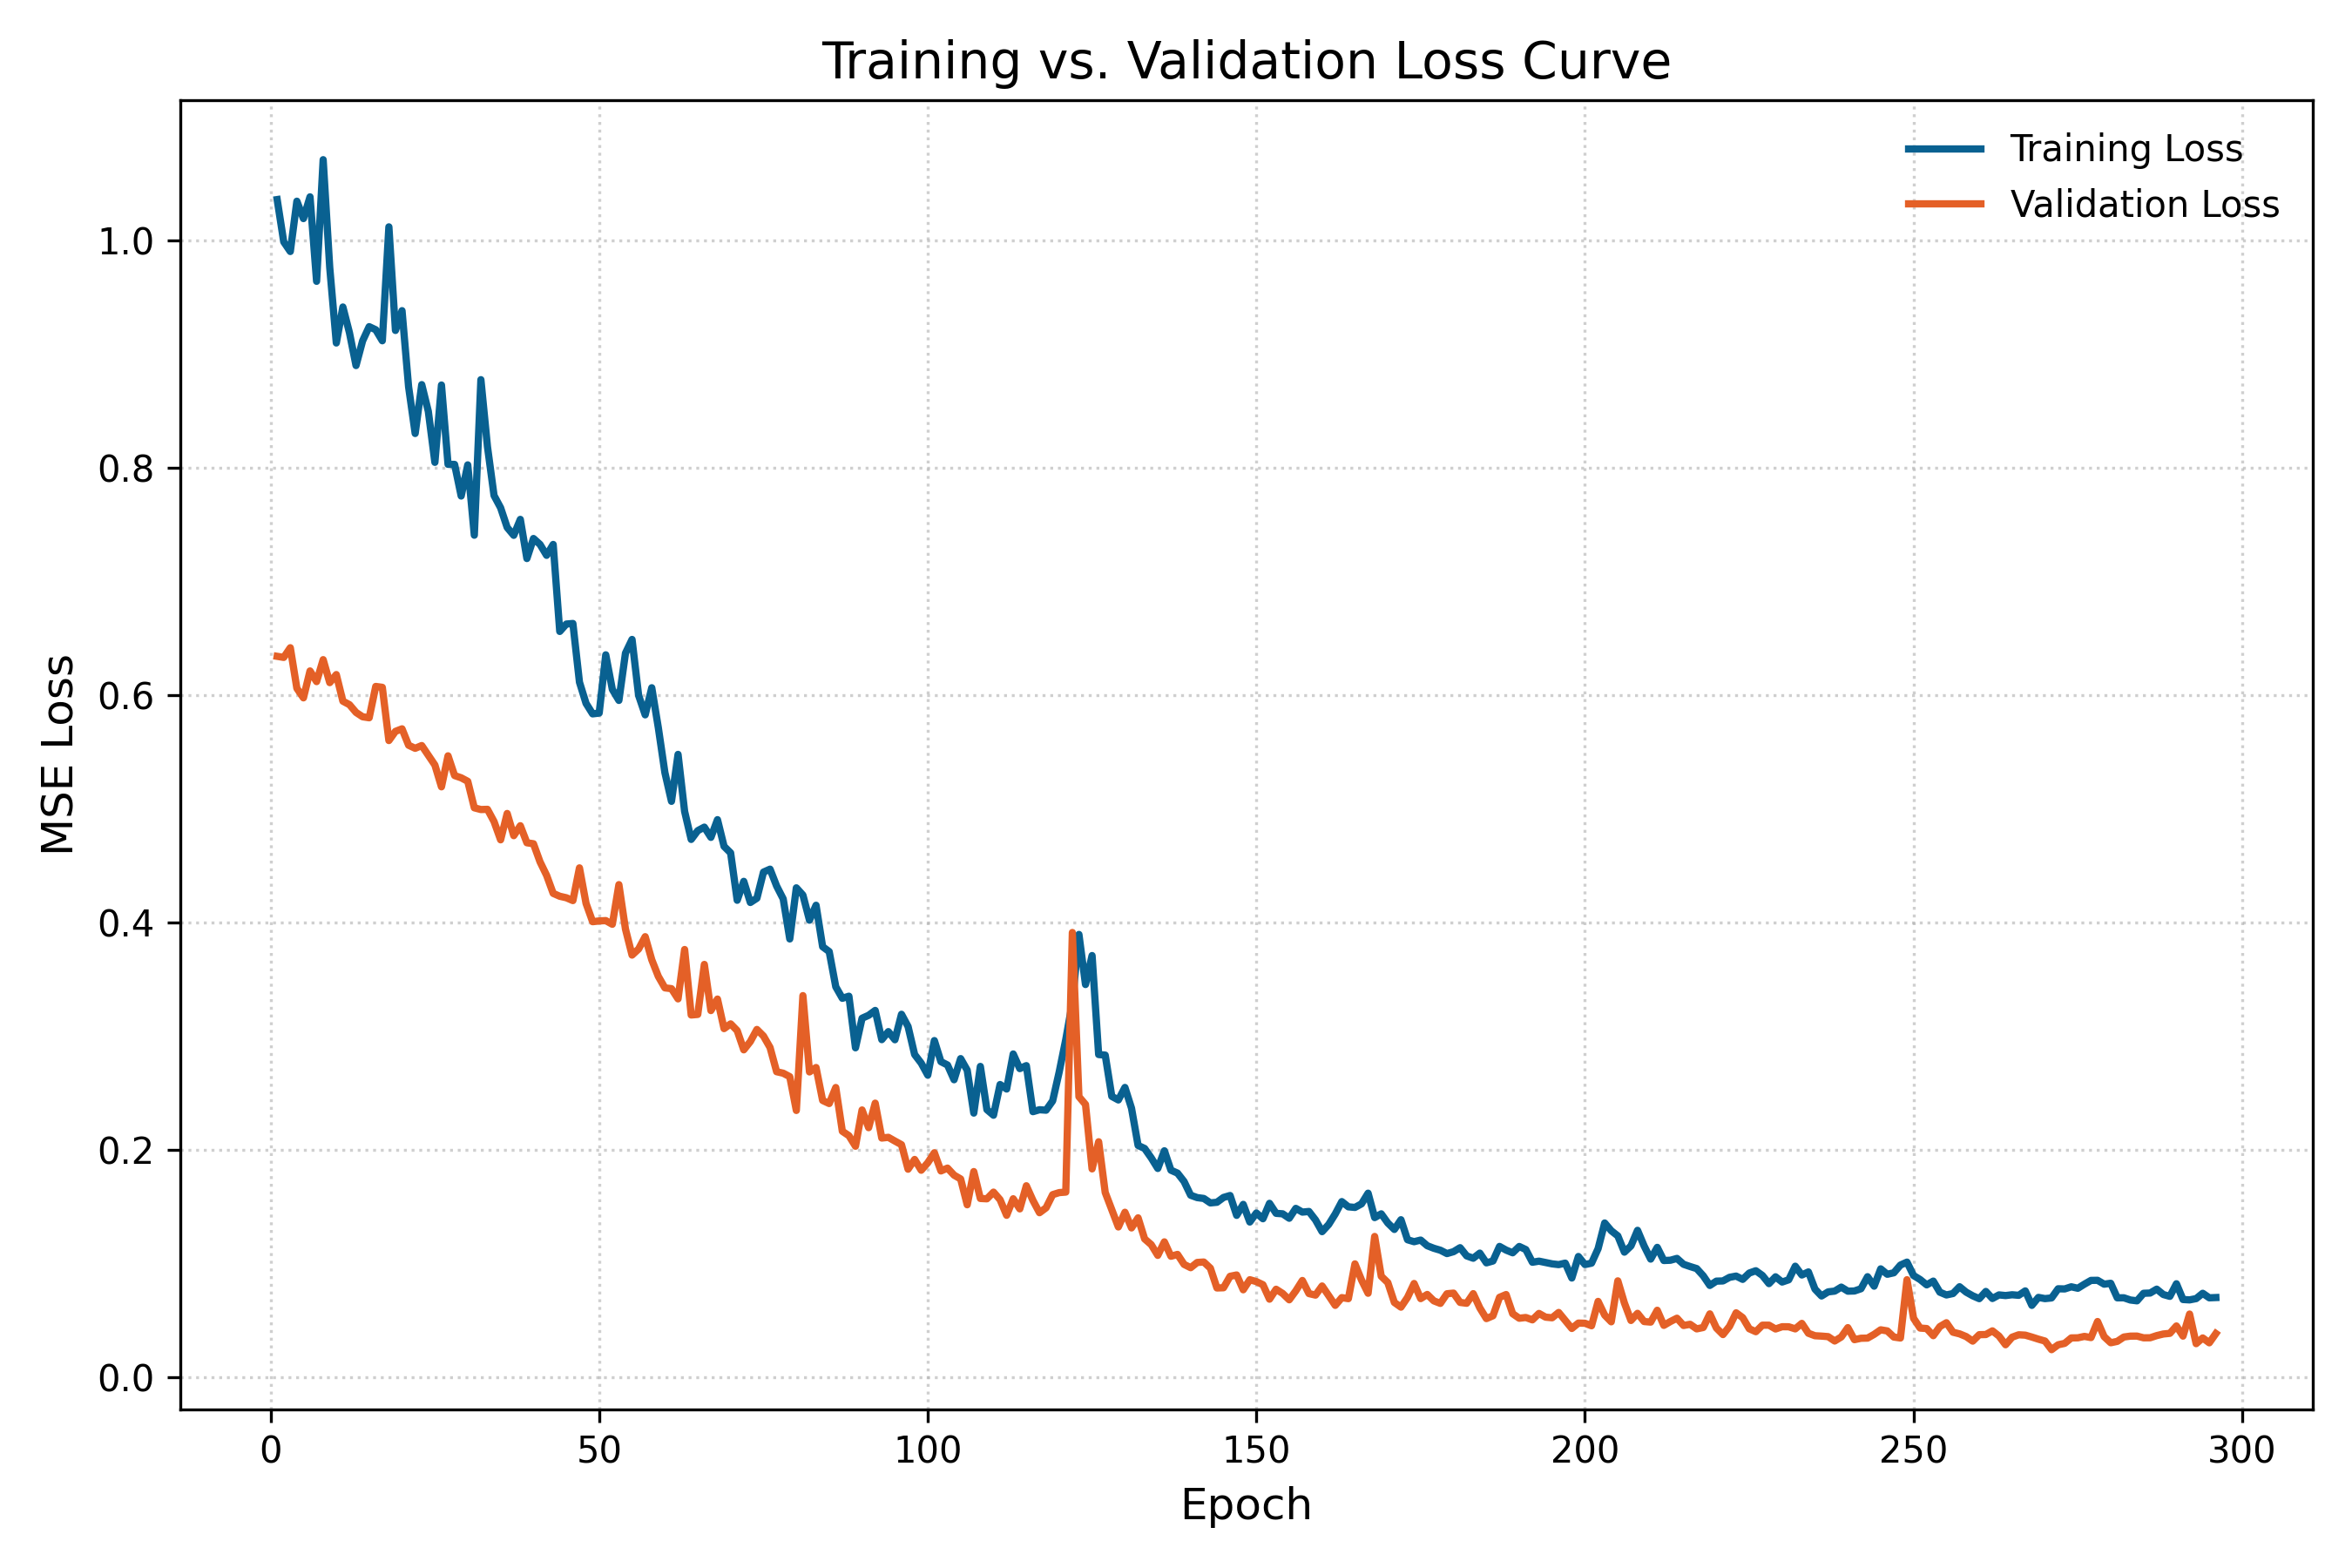 Training vs. Validation Loss Curve
Training Loss
Validation Loss
MSE Loss
1.0
0.8
0.6
0.4
0.2
0.0
0 50 100 150 200 250 300
Epoch